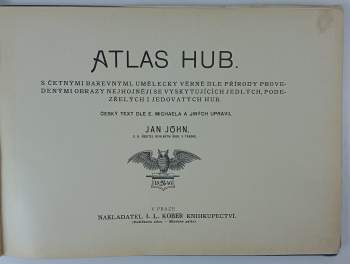 ATLAS HUB.
S ČETNÝMI BAREVNÝMI, UMĚLECKY VĚRNĚ DLE PŘÍRODY PROVE-
DENÝMI OBRAZY NEJHOJNĚJI SE VYSKYTUJÍCÍCH JEDLÝCH, PODE-
ZŘELÝCH I JEDOVATÝCH HUB.
ČESKÝ TEXT DLE E. MICHAELA A JINÝCH UPRAVIL
JAN JOHN,
V PRAZE.
NAKLADATEL I. L. KOBER KNIHKUPECTVÍ.